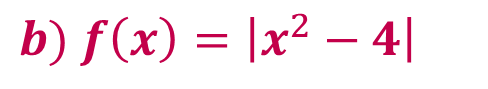 b) f(x) = |x² − 4|